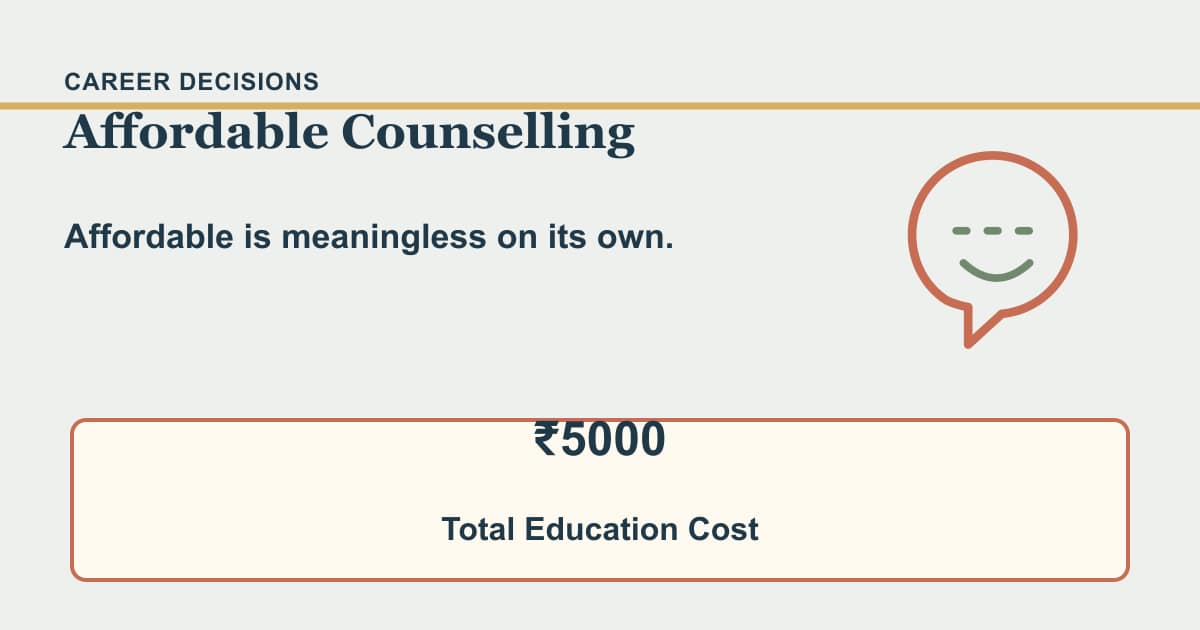 CAREER DECISIONS
Affordable Counselling
Affordable is meaningless on its own.
₹5000
Total Education Cost